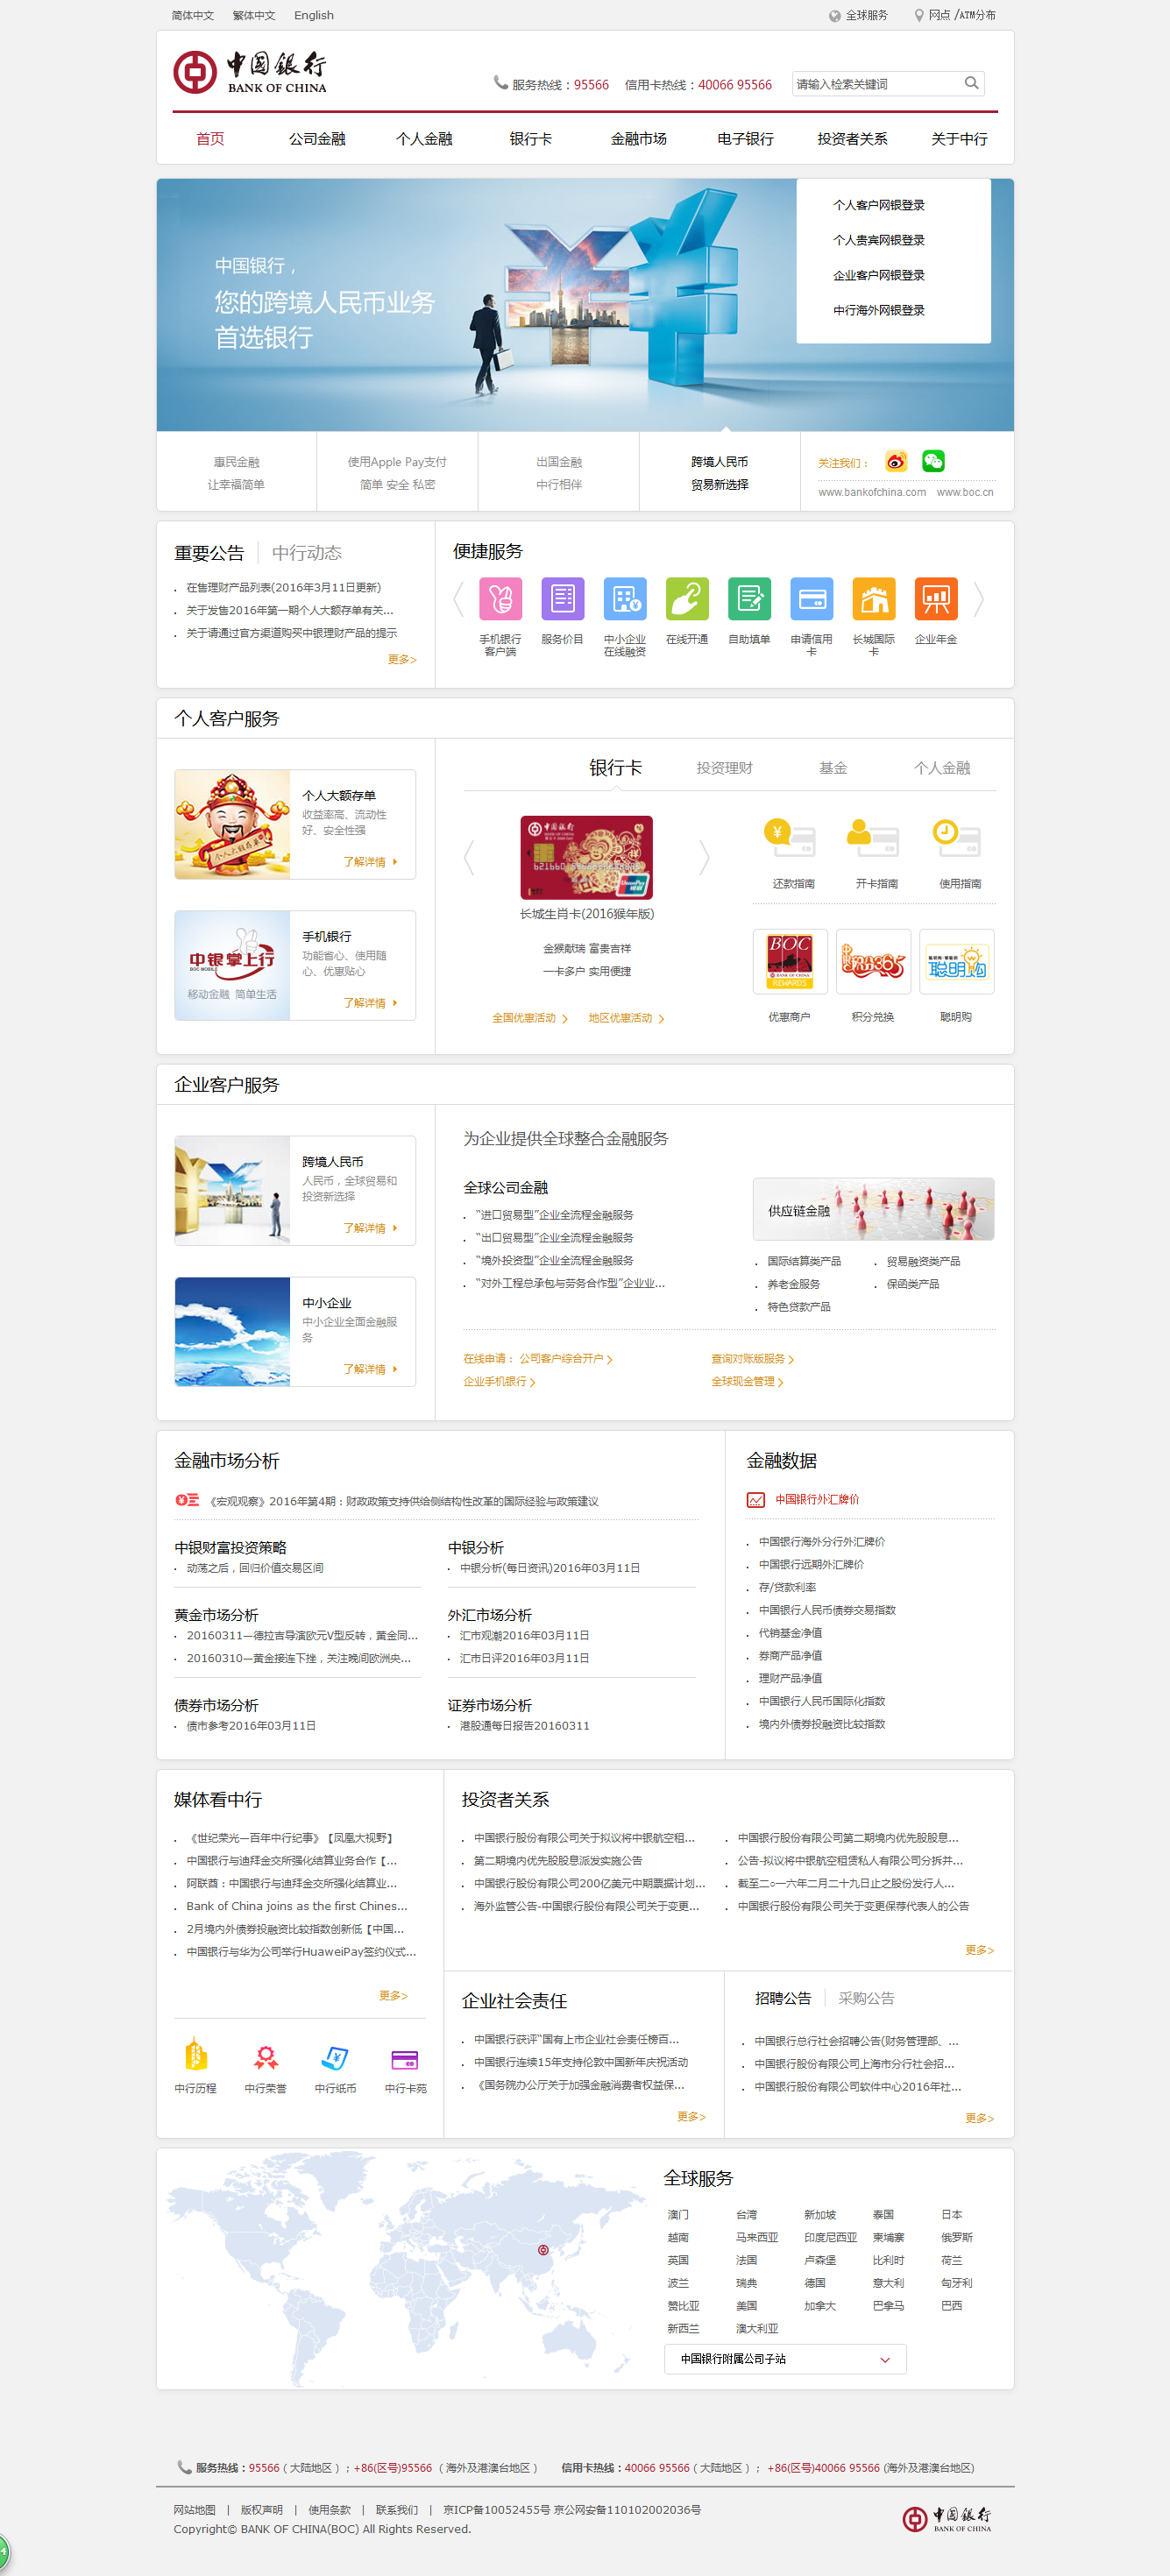 简体中文 繁体中文 English 全球服务 网点 /ATM分布
中国银行
BANK OF CHINA
服务热线：95566 信用卡热线：40066 95566 请输入检索关键词
首页 公司金融 个人金融 银行卡 金融市场 电子银行 投资者关系 关于中行
中国银行，
您的跨境人民币业务
首选银行
个人客户网银登录
个人贵宾网银登录
企业客户网银登录
中行海外网银登录
惠民金融
让幸福简单
使用Apple Pay支付
简单 安全 私密
出国金融
中行相伴
跨境人民币
贸易新选择
关注我们：
www.bankofchina.com www.boc.cn
重要公告 中行动态
在售理财产品列表(2016年3月11日更新)
关于发售2016年第一期个人大额存单有关...
关于请通过官方渠道购买中银理财产品的提示
更多>
便捷服务
手机银行客户端
服务价目
中小企业在线融资
在线开通
自助填单
申请信用卡
长城国际卡
企业年金
个人客户服务
个人大额存单
收益率高、流动性
好、安全性强
了解详情
中银掌上行
BOC MOBILE
移动金融 简单生活
手机银行
功能省心、使用随
心、优惠贴心
了解详情
银行卡 投资理财 基金 个人金融
中国银行
长城生肖卡(2016猴年版)
金猴献瑞 富贵吉祥
一卡多户 实用便捷
全国优惠活动 地区优惠活动
还款指南 开卡指南 使用指南
BOC
BANK OF CHINA
REWARDS
聪明购
优惠商户 积分兑换 聪明购
企业客户服务
跨境人民币
人民币，全球贸易和
投资新选择
了解详情
中小企业
中小企业全面金融服
务
了解详情
为企业提供全球整合金融服务
全球公司金融
“进口贸易型”企业全流程金融服务
“出口贸易型”企业全流程金融服务
“境外投资型”企业全流程金融服务
“对外工程总承包与劳务合作型”企业业...
供应链金融
国际结算类产品 贸易融资类产品
养老金服务 保函类产品
特色贷款产品
在线申请： 公司客户综合开户 查询对账版服务
企业手机银行 全球现金管理
金融市场分析
《宏观观察》2016年第4期：财政政策支持供给侧结构性改革的国际经验与政策建议
中银财富投资策略
动荡之后，回归价值交易区间
中银分析
中银分析(每日资讯)2016年03月11日
黄金市场分析
20160311—德拉吉导演欧元V型反转，黄金同...
20160310—黄金接连下挫，关注晚间欧洲央...
外汇市场分析
汇市观潮2016年03月11日
汇市日评2016年03月11日
债券市场分析
债市参考2016年03月11日
证券市场分析
港股通每日报告20160311
金融数据
中国银行外汇牌价
中国银行海外分行外汇牌价
中国银行远期外汇牌价
存/贷款利率
中国银行人民币债券交易指数
代销基金净值
券商产品净值
理财产品净值
中国银行人民币国际化指数
境内外债券投融资比较指数
媒体看中行
《世纪荣光—百年中行纪事》【凤凰大视野】
中国银行与迪拜金交所强化结算业务合作【...
阿联酋：中国银行与迪拜金交所强化结算业...
Bank of China joins as the first Chines...
2月境内外债券投融资比较指数创新低【中国...
中国银行与华为公司举行HuaweiPay签约仪式...
更多>
中行历程 中行荣誉 中行纸币 中行卡苑
投资者关系
中国银行股份有限公司关于拟议将中银航空租...
第二期境内优先股股息派发实施公告
中国银行股份有限公司200亿美元中期票据计划...
海外监管公告-中国银行股份有限公司关于变更...
中国银行股份有限公司第二期境内优先股股息...
公告-拟议将中银航空租赁私人有限公司分拆并...
截至二○一六年二月二十九日止之股份发行人...
中国银行股份有限公司关于变更保荐代表人的公告
更多>
企业社会责任
中国银行获评“国有上市企业社会责任榜百...
中国银行连续15年支持伦敦中国新年庆祝活动
《国务院办公厅关于加强金融消费者权益保...
更多>
招聘公告 采购公告
中国银行总行社会招聘公告(财务管理部、...
中国银行股份有限公司上海市分行社会招...
中国银行股份有限公司软件中心2016年社...
更多>
全球服务
澳门 台湾 新加坡 泰国 日本
越南 马来西亚 印度尼西亚 柬埔寨 俄罗斯
英国 法国 卢森堡 比利时 荷兰
波兰 瑞典 德国 意大利 匈牙利
赞比亚 美国 加拿大 巴拿马 巴西
新西兰 澳大利亚
中国银行附属公司子站
服务热线：95566（大陆地区）；+86(区号)95566 （海外及港澳台地区） 信用卡热线：40066 95566（大陆地区）； +86(区号)40066 95566 (海外及港澳台地区)
网站地图 | 版权声明 | 使用条款 | 联系我们 | 京ICP备10052455号 京公网安备110102002036号
Copyright© BANK OF CHINA(BOC) All Rights Reserved.
中国银行
BANK OF CHINA